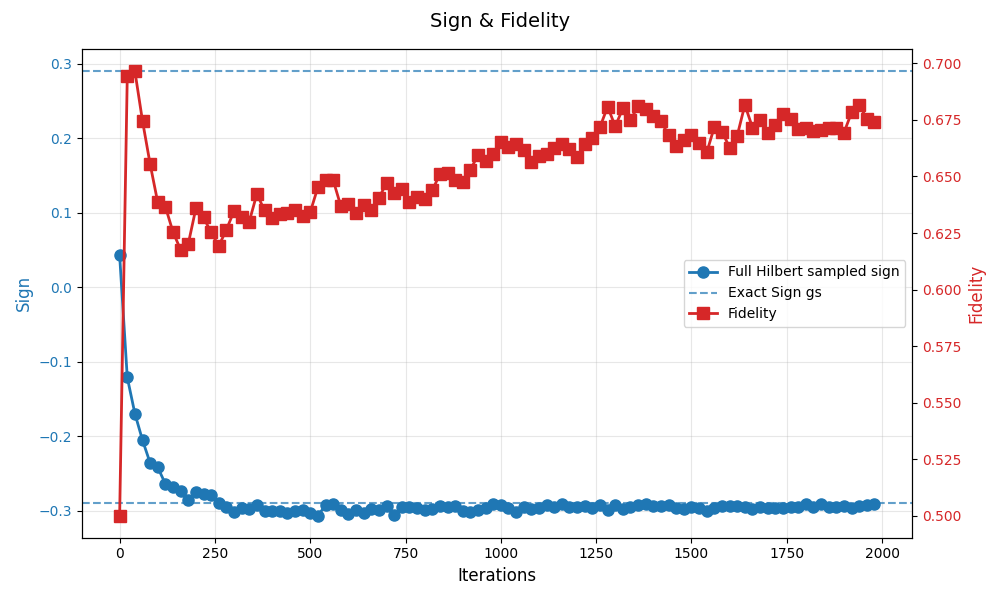 Sign & Fidelity
Sign
0.3
0.2
0.1
0.0
−0.1
−0.2
−0.3
0.700
0.675
0.650
0.625
0.600
0.575
0.550
0.525
0.500
Fidelity
Full Hilbert sampled sign
Exact Sign gs
Fidelity
0 250 500 750 1000 1250 1500 1750 2000
Iterations